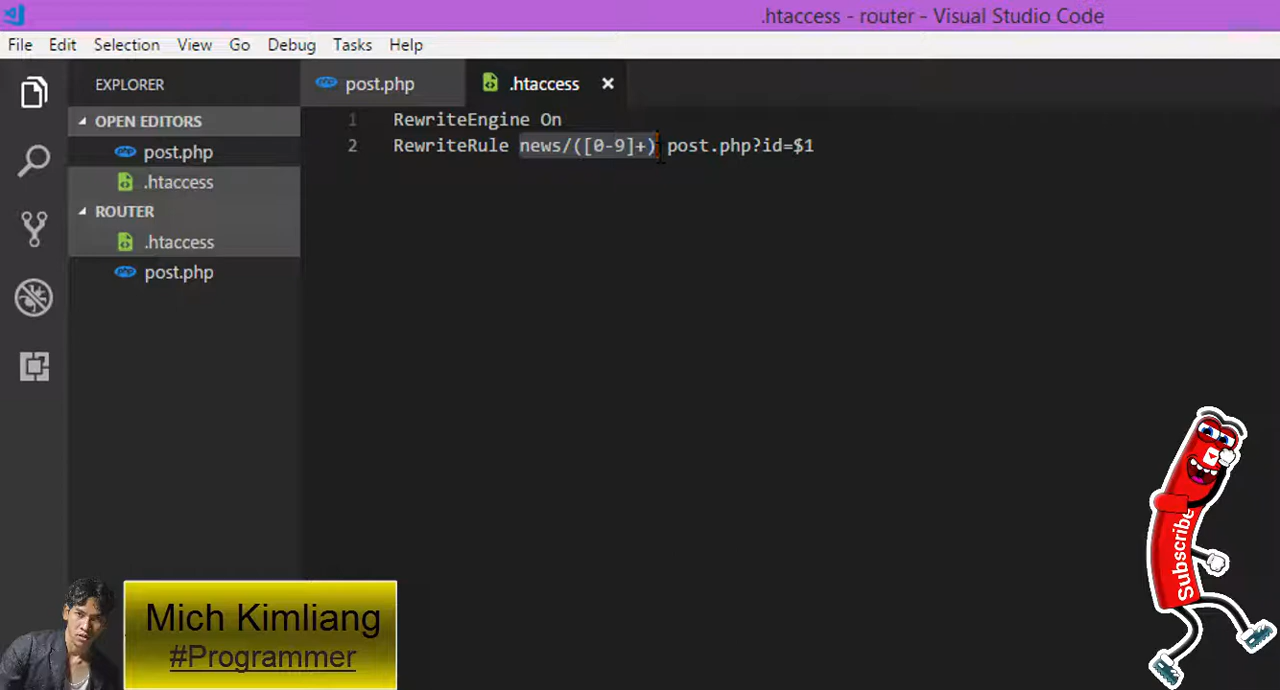 .htaccess - router - Visual Studio Code
File Edit Selection View Go Debug Tasks Help
EXPLORER
post.php
.htaccess
OPEN EDITORS
post.php
.htaccess
ROUTER
.htaccess
post.php
1 RewriteEngine On
2 RewriteRule news/([0-9]+) post.php?id=$1
Subscribe
Mich Kimliang
#Programmer